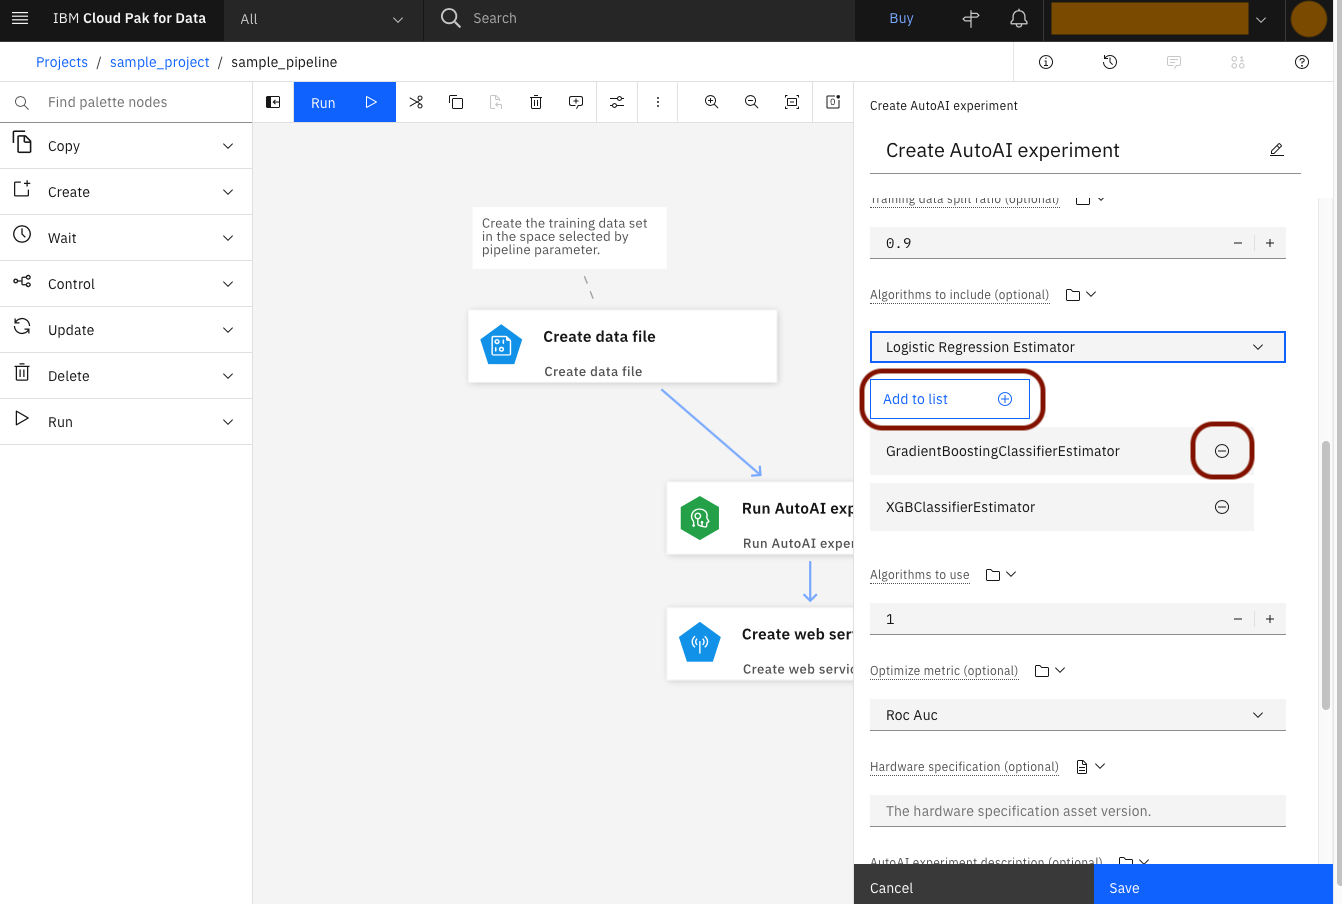 IBM Cloud Pak for Data
All
Search
Buy
Projects / sample_project / sample_pipeline
Find palette nodes
Run
Copy
Create
Wait
Control
Update
Delete
Run
Create the training data set
in the space selected by
pipeline parameter.
Create data file
Create data file
Run AutoAI exp
Run AutoAI exper
Create web ser
Create web servic
Create AutoAI experiment
Create AutoAI experiment
Training data split ratio (optional)
0.9
Algorithms to include (optional)
Logistic Regression Estimator
Add to list
GradientBoostingClassifierEstimator
XGBClassifierEstimator
Algorithms to use
1
Optimize metric (optional)
Roc Auc
Hardware specification (optional)
The hardware specification asset version.
AutoAI experiment description (optional)
Cancel
Save